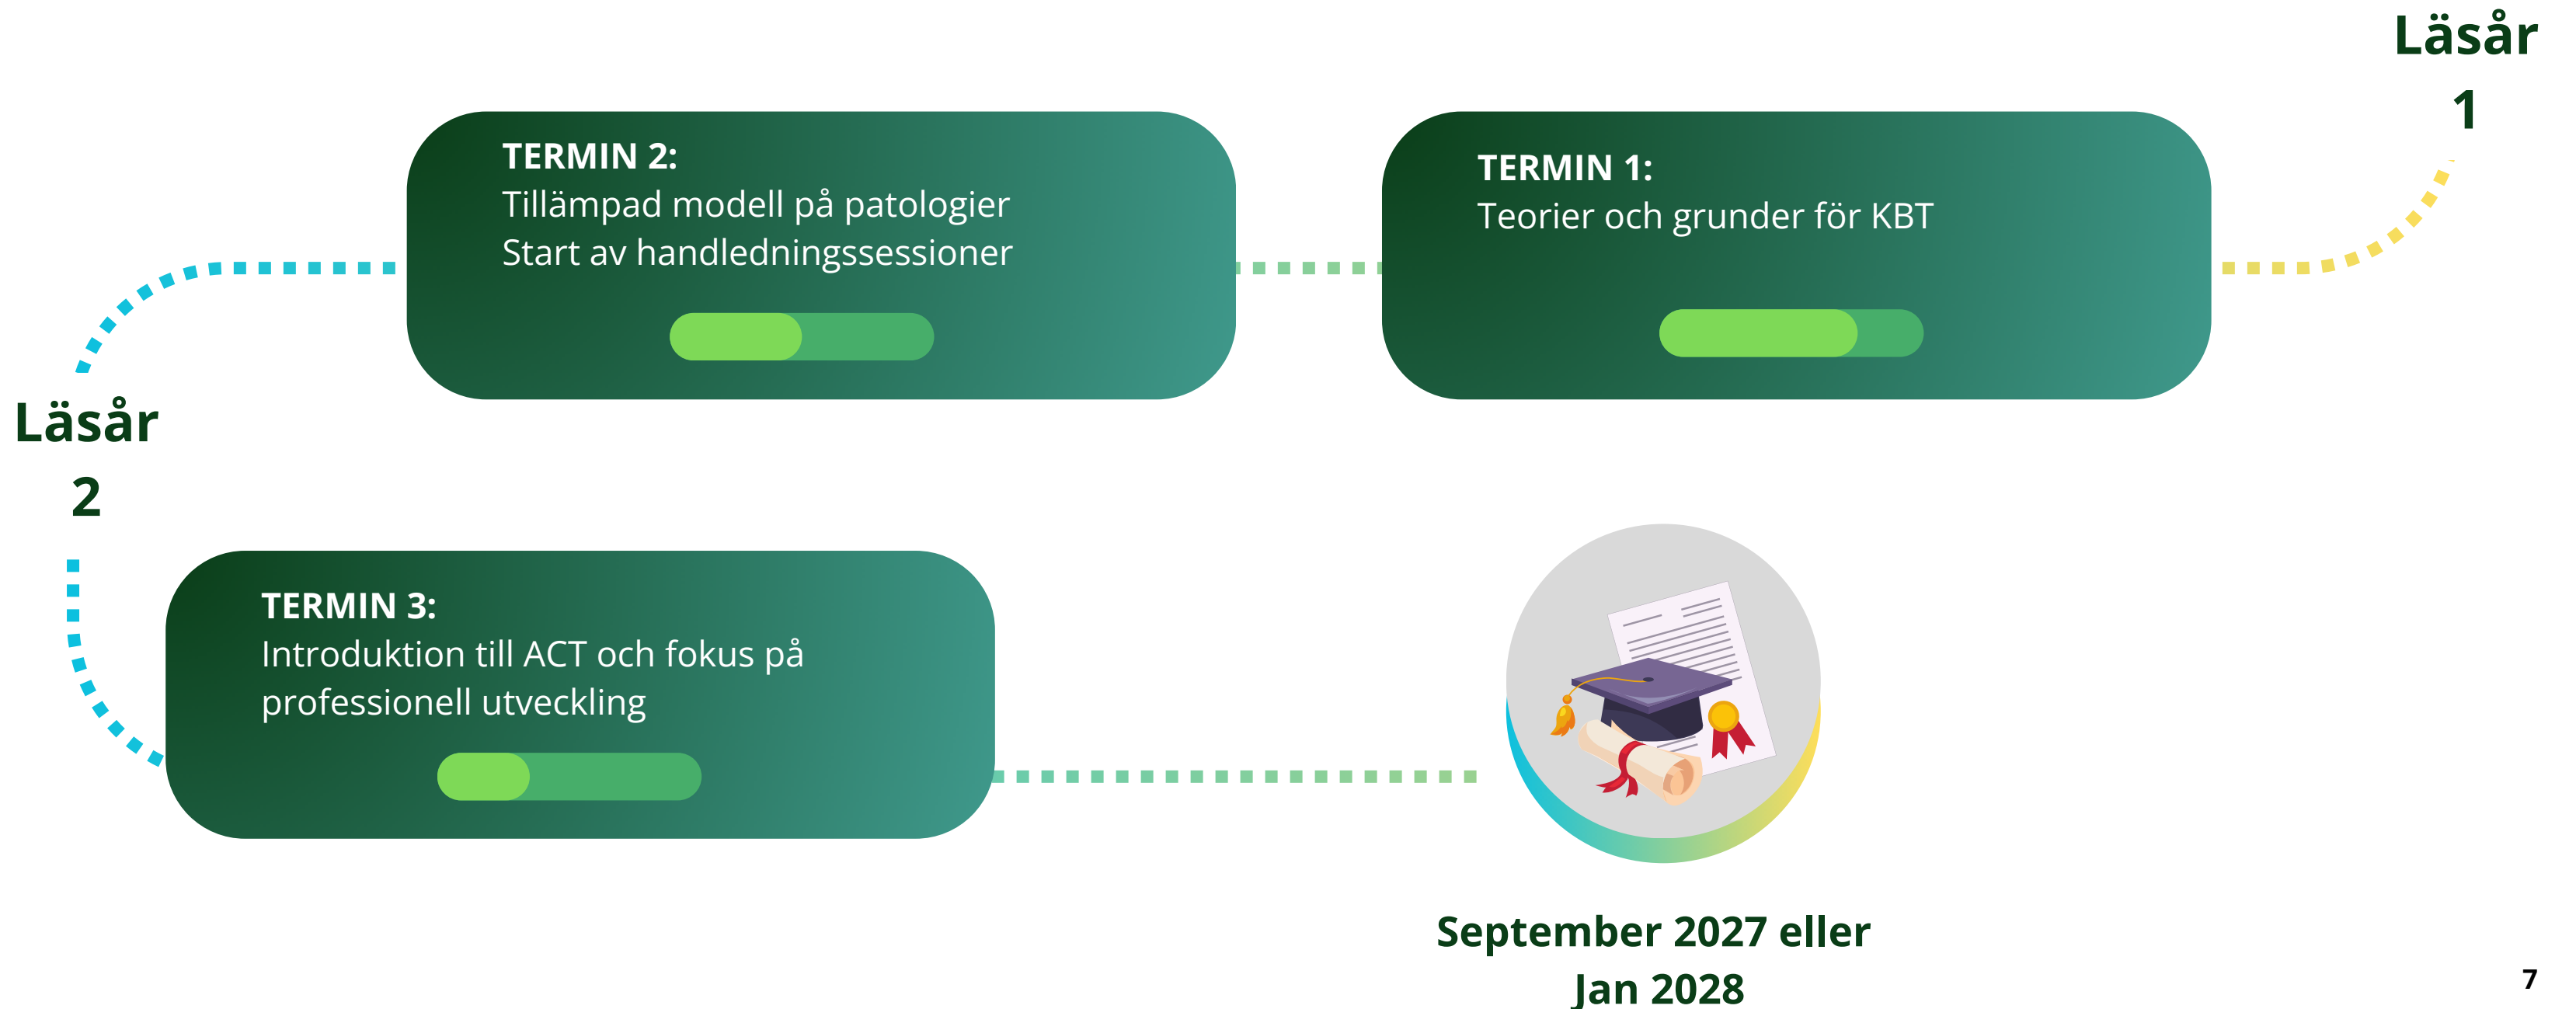 Läsår
1
TERMIN 1:
Teorier och grunder för KBT
TERMIN 2:
Tillämpad modell på patologier
Start av handledningssessioner
Läsår
2
TERMIN 3:
Introduktion till ACT och fokus på
professionell utveckling
September 2027 eller
Jan 2028
7